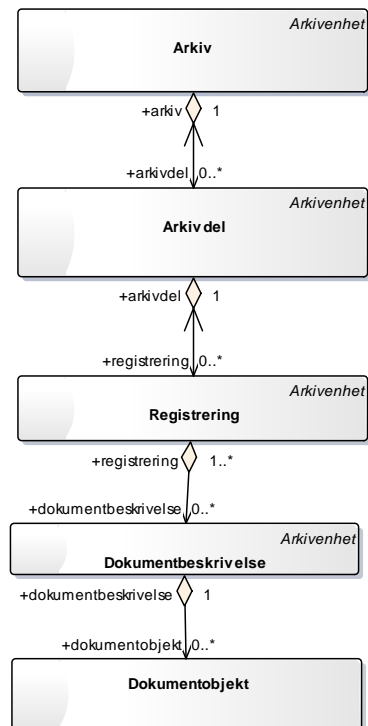 Arkivenhet
Arkiv
+arkiv 1
+arkivdel 0..*
Arkivenhet
Arkivdel
+arkivdel 1
+registrering 0..*
Arkivenhet
Registrering
+registrering 1..*
+dokumentbeskrivelse 0..*
Arkivenhet
Dokumentbeskrivelse
+dokumentbeskrivelse 1
+dokumentobjekt 0..*
Dokumentobjekt